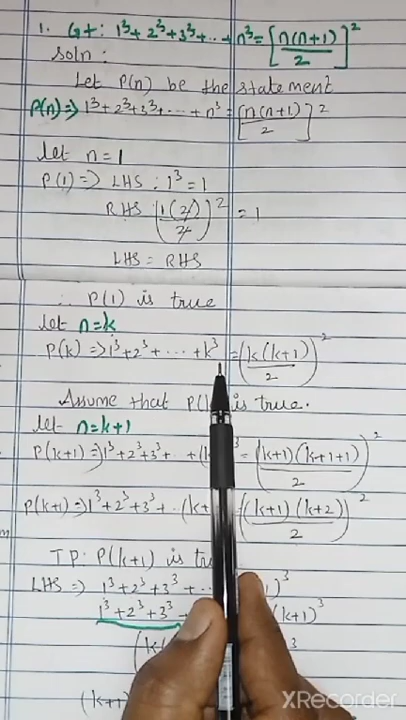 1. Gt: 1³+2³+3³+..+n³=[n(n+1)/2]²
Soln:
Let P(n) be the statement
P(n)=> 1³+2³+3³+...+n³=[n(n+1)/2]²
let n=1
P(1)=> LHS: 1³=1
RHS (1(2)/2)²=1
LHS = RHS
∴ P(1) is true
let n=k
P(k)=>1³+2³+...+k³=(k(k+1)/2)²
Assume that is true.
let n=k+1
P(k+1)=>1³+2³+3³+.. ³=((k+1)(k+1+1)/2)²
P(k+1)=>1³+2³+3³+..(k+ ((k+1)(k+2)/2)²
TP: P(k+1) is
LHS=> 1³+2³+3³+.. 1)³
1³+2³+3³ (k+1)³
(k+1)
XRecorder